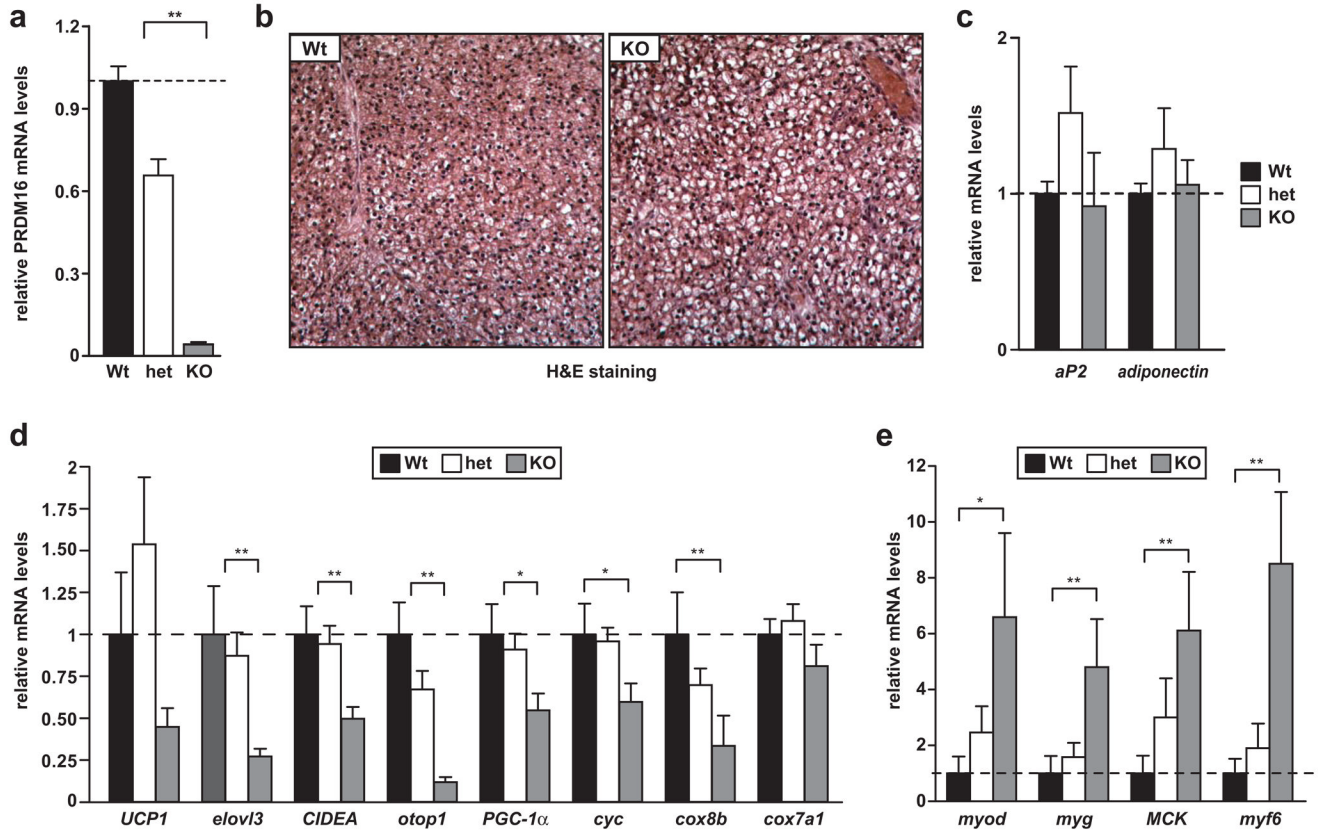 a
relative PRDM16 mRNA levels
1.2
0.9
0.6
0.3
0
**
Wt het KO
b
Wt
KO
H&E staining
c
relative mRNA levels
2
1
0
aP2 adiponectin
Wt
het
KO
d
Wt het KO
relative mRNA levels
2
1.75
1.50
1.25
1
0.75
0.50
0.25
0
** ** ** * * **
UCP1 elovl3 CIDEA otop1 PGC-1α cyc cox8b cox7a1
e
Wt het KO
relative mRNA levels
12
10
8
6
4
2
0
* ** ** **
myod myg MCK myf6